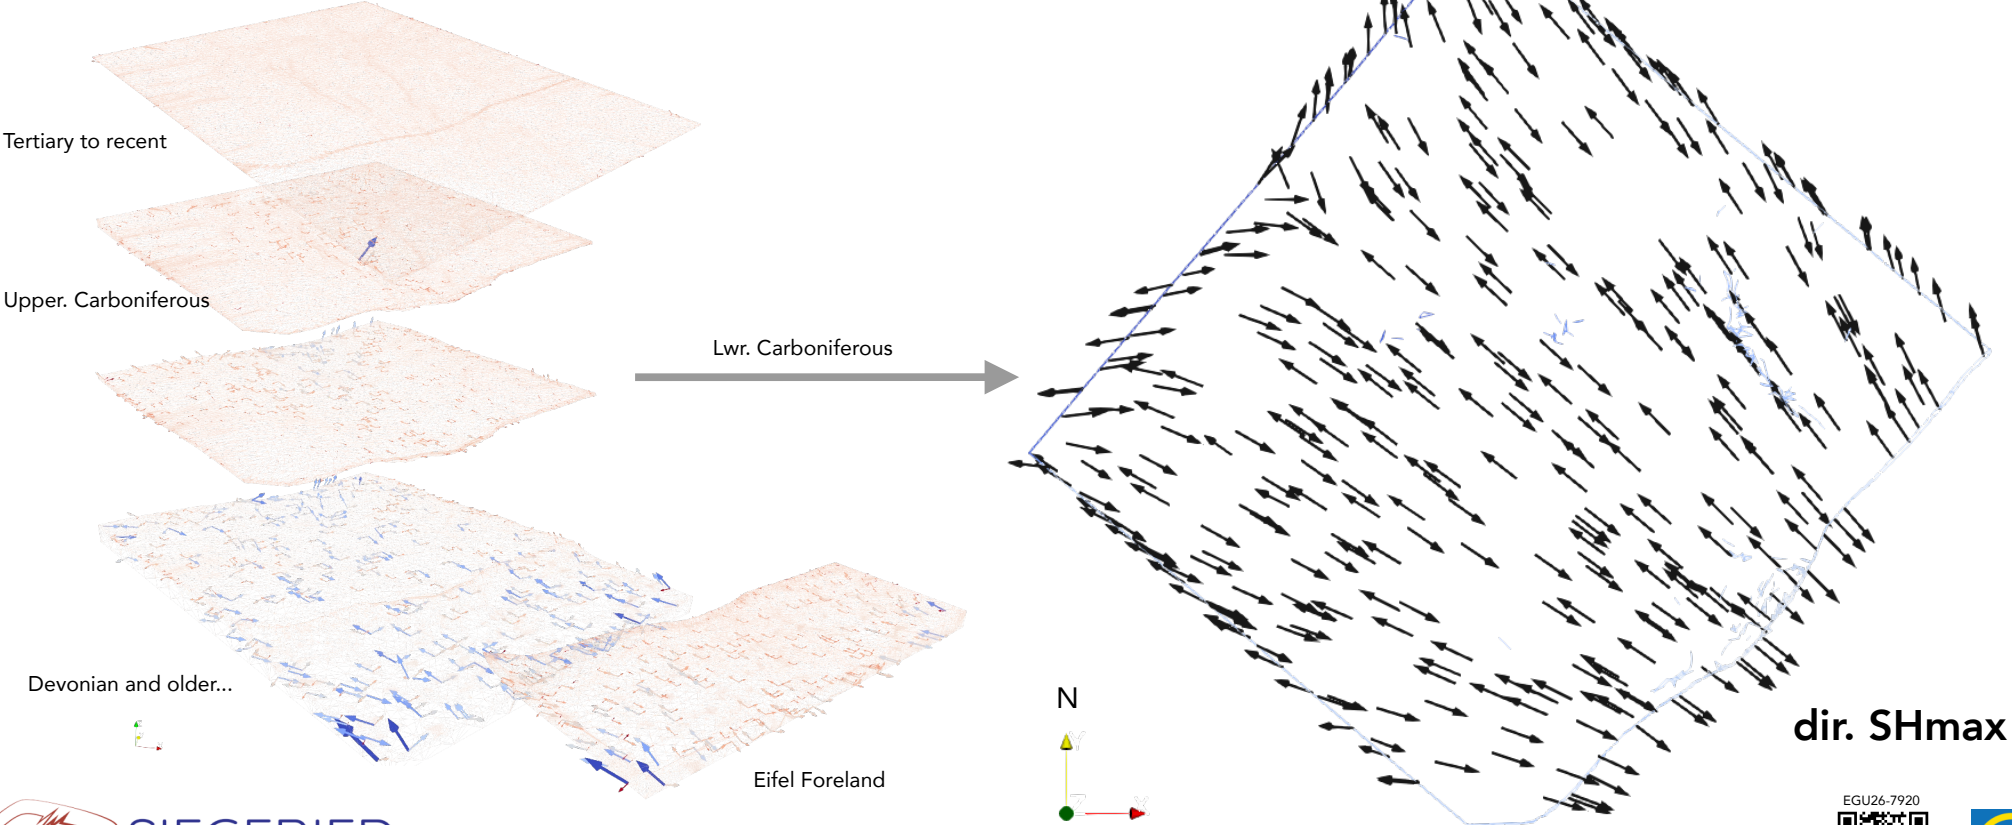 Tertiary to recent
Upper. Carboniferous
Lwr. Carboniferous
Devonian and older...
Eifel Foreland
N
dir. SHmax
EGU26-7920